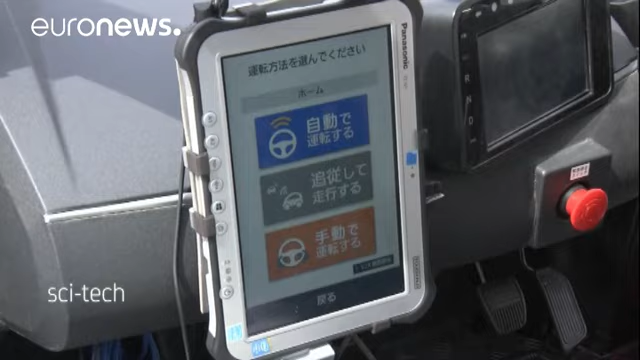 euronews.
Panasonic
運転方法を選んでください
ホーム
自動で
運転する
追従して
走行する
手動で
運転する
戻る
sci-tech